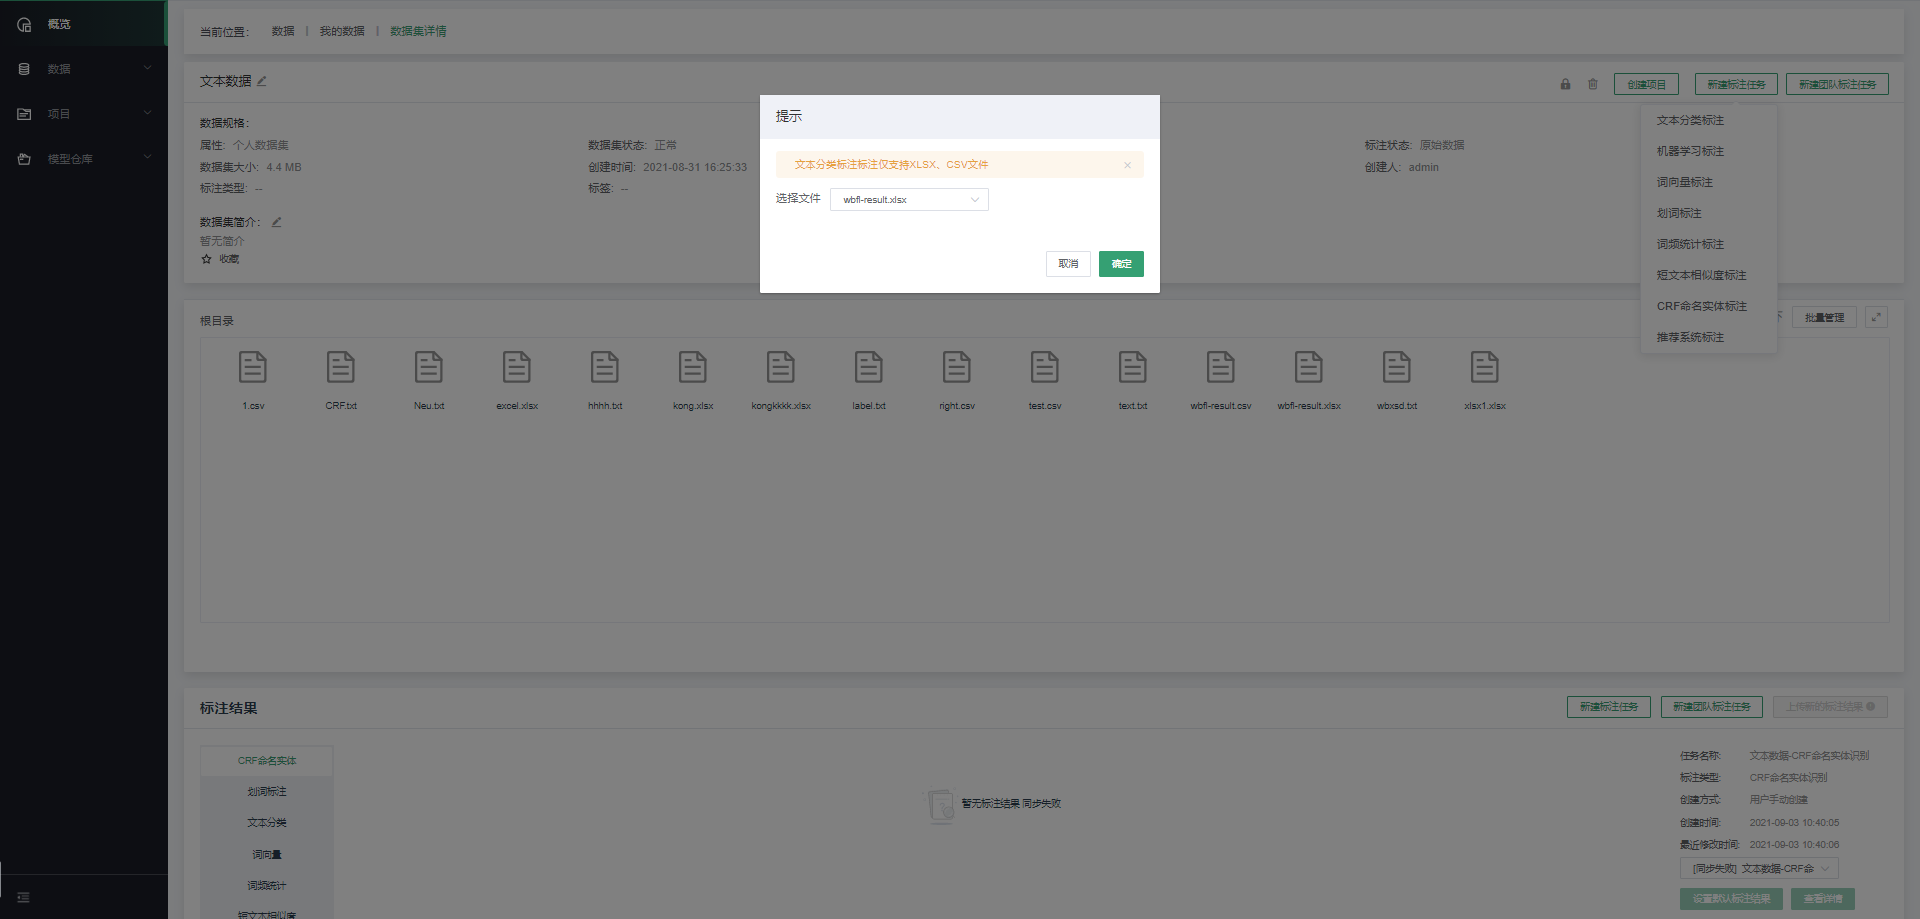 概览
数据
项目
模型仓库
当前位置： 数据 | 我的数据 | 数据集详情
文本数据
创建项目 新建标注任务 新建团队标注任务
数据规格：
属性： 个人数据集 数据集状态： 正常 标注状态： 原始数据
数据集大小： 4.4 MB 创建时间： 2021-08-31 16:25:33 创建人： admin
标注类型： -- 标签： --
数据集简介：
暂无简介
收藏
提示
文本分类标注标注仅支持XLSX、CSV文件
选择文件 wbfl-result.xlsx
取消 确定
文本分类标注
机器学习标注
词向量标注
划词标注
词频统计标注
短文本相似度标注
CRF命名实体标注
推荐系统标注
根目录
批量管理
1.csv CRF.txt Neu.txt excel.xlsx hhhh.txt kong.xlsx kongkkkk.xlsx label.txt right.csv test.csv text.txt wbfl-result.csv wbfl-result.xlsx wbxsd.txt xlsx1.xlsx
标注结果
新建标注任务 新建团队标注任务 上传新的标注结果
CRF命名实体
划词标注
文本分类
词向量
词频统计
短文本相似度
暂无标注结果 同步失败
任务名称: 文本数据-CRF命名实体识别
标注类型: CRF命名实体识别
创建方式: 用户手动创建
创建时间: 2021-09-03 10:40:05
最近修改时间: 2021-09-03 10:40:06
[同步失败] 文本数据-CRF命
设置默认标注结果 查看详情